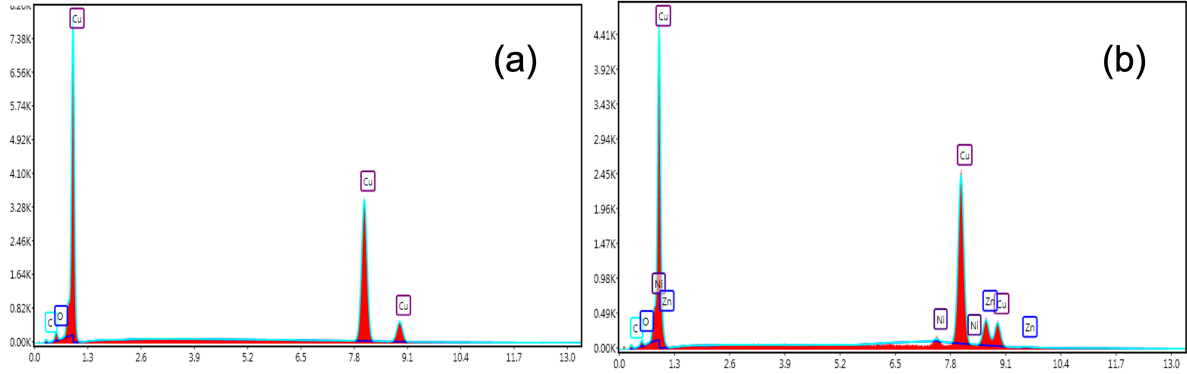 8.20K
7.38K
6.56K
5.74K
4.92K
4.10K
3.28K
2.46K
1.64K
0.82K
0.00K
0.0 1.3 2.6 3.9 5.2 6.5 7.8 9.1 10.4 11.7 13.0
Cu
(a)
Cu
Cu
C
O
4.41K
3.92K
3.43K
2.94K
2.45K
1.96K
1.47K
0.98K
0.49K
0.00K
0.0 1.3 2.6 3.9 5.2 6.5 7.8 9.1 10.4 11.7 13.0
Cu
(b)
Cu
Ni
Zn
C
O
Ni
Ni
Zn
Cu
Zn